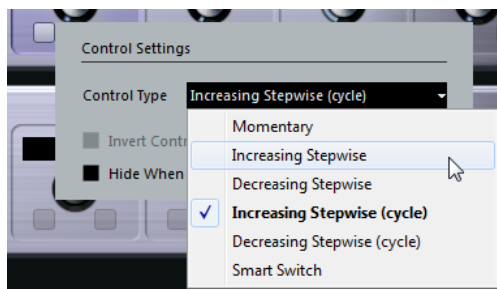 Control Settings
Control Type Increasing Stepwise (cycle)
Invert Contr
Hide When
Momentary
Increasing Stepwise
Decreasing Stepwise
Increasing Stepwise (cycle)
Decreasing Stepwise (cycle)
Smart Switch